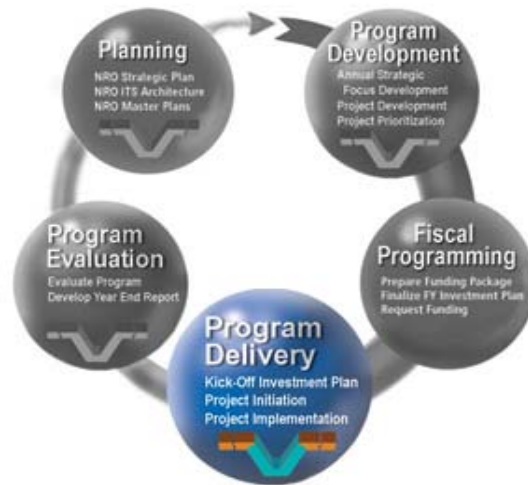 Planning
NRO Strategic Plan
NRO ITS Architecture
NRO Master Plans
Program
Development
Annual Strategic
Focus Development
Project Development
Project Prioritization
Fiscal
Programming
Prepare Funding Package
Finalize FY Investment Plan
Request Funding
Program
Delivery
Kick-Off Investment Plan
Project Initiation
Project Implementation
Program
Evaluation
Evaluate Program
Develop Year End Report